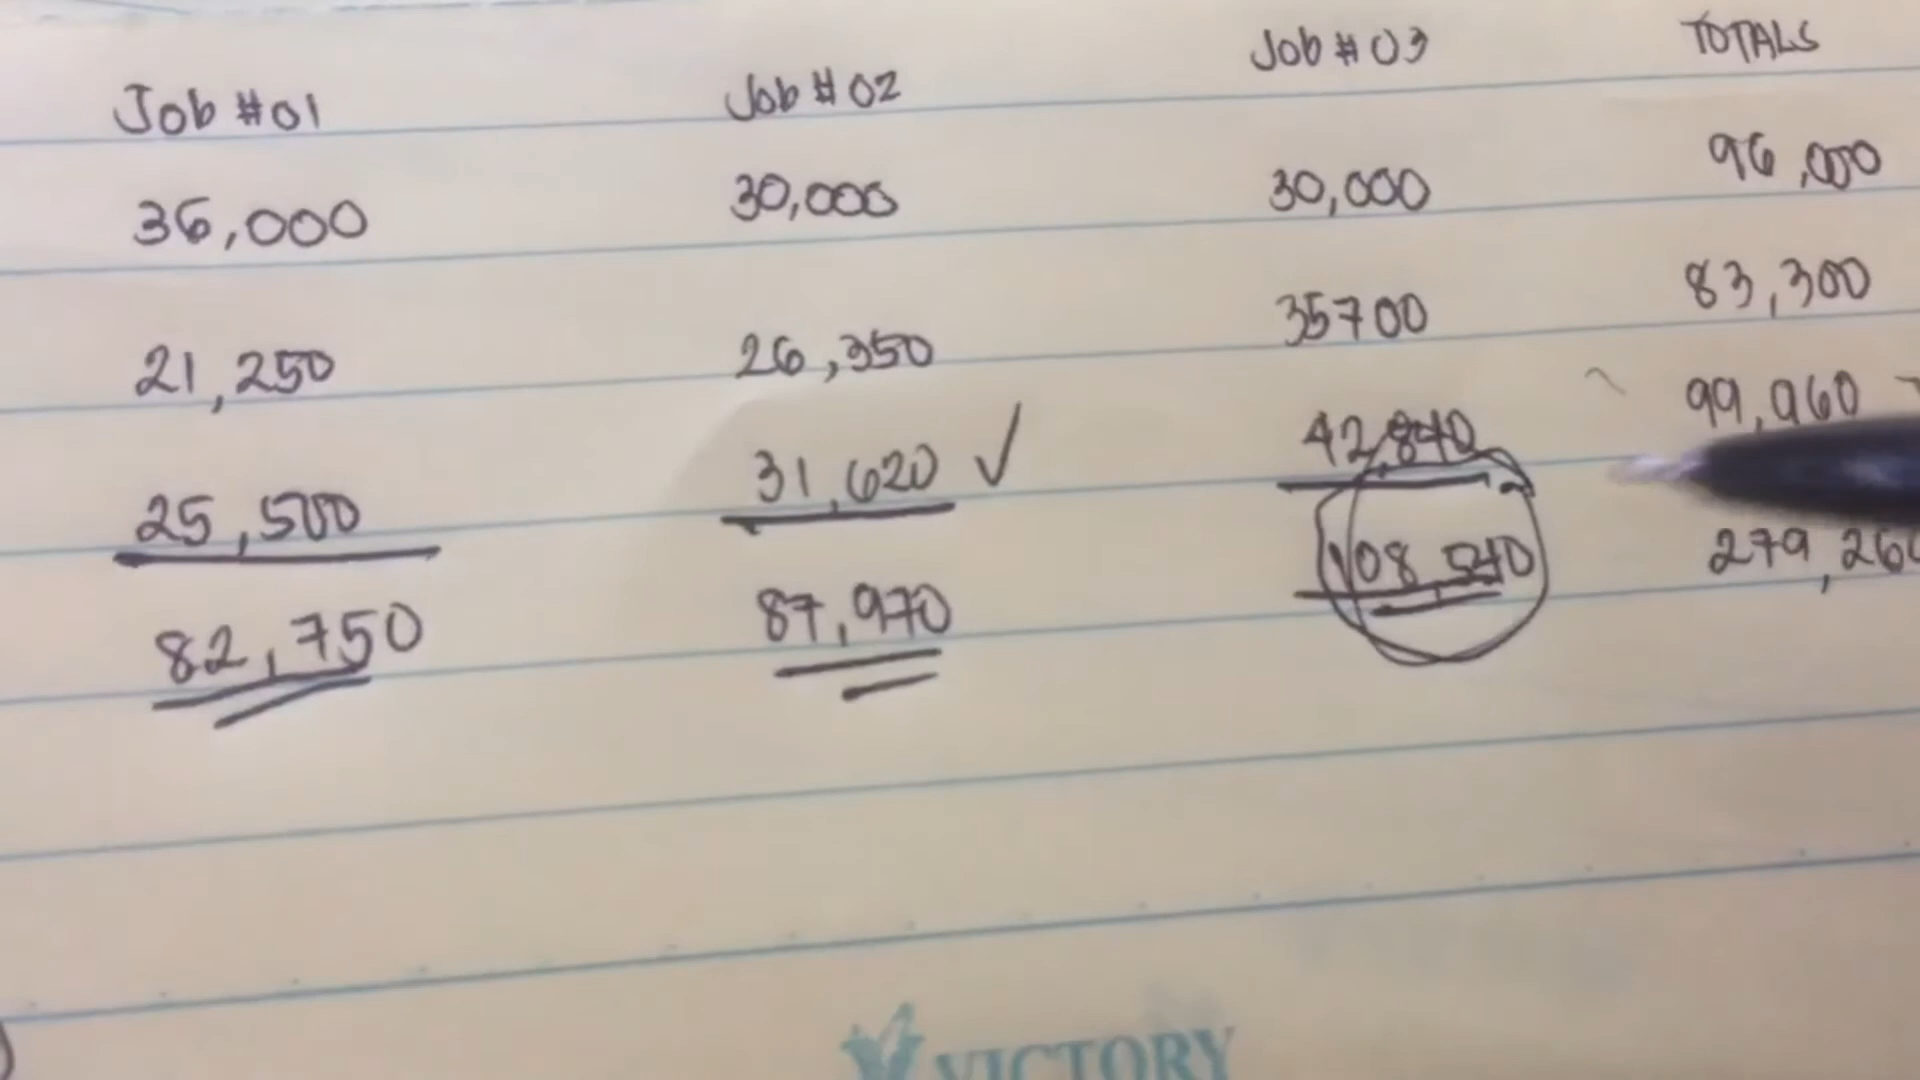 Job #01 Job #02 Job #03 TOTALS
36,000 30,000 30,000 96,000
21,250 26,350 35700 83,300
25,500 31,620 ✓ 42,840 99,960
82,750 87,970 108,540 279,260
VICTORY